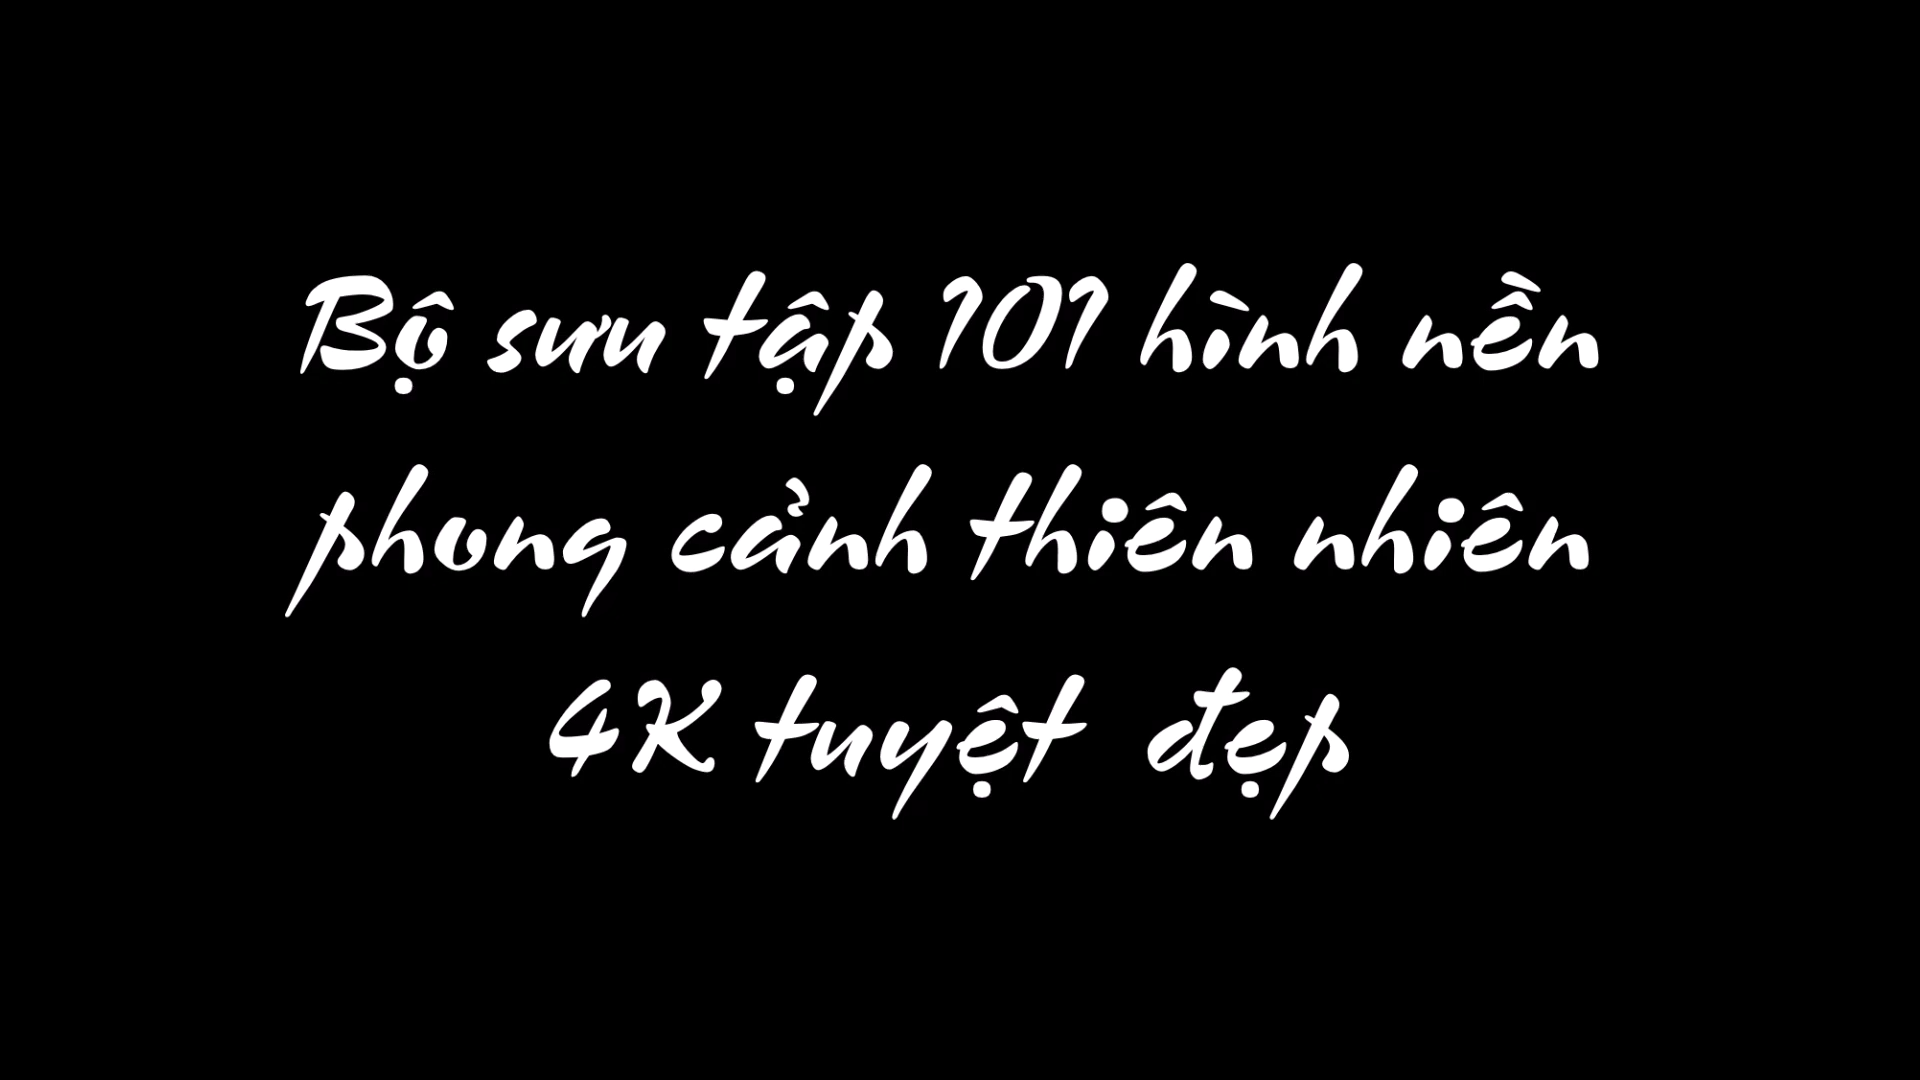 Bộ sưu tập 101 hình nền
phong cảnh thiên nhiên
4K tuyệt đẹp